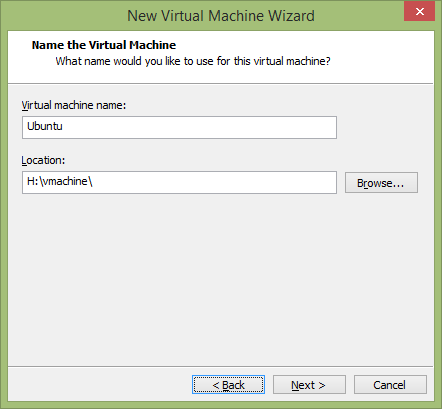 New Virtual Machine Wizard
Name the Virtual Machine
What name would you like to use for this virtual machine?
Virtual machine name:
Ubuntu
Location:
H:\vmachine\
Browse...
< Back
Next >
Cancel